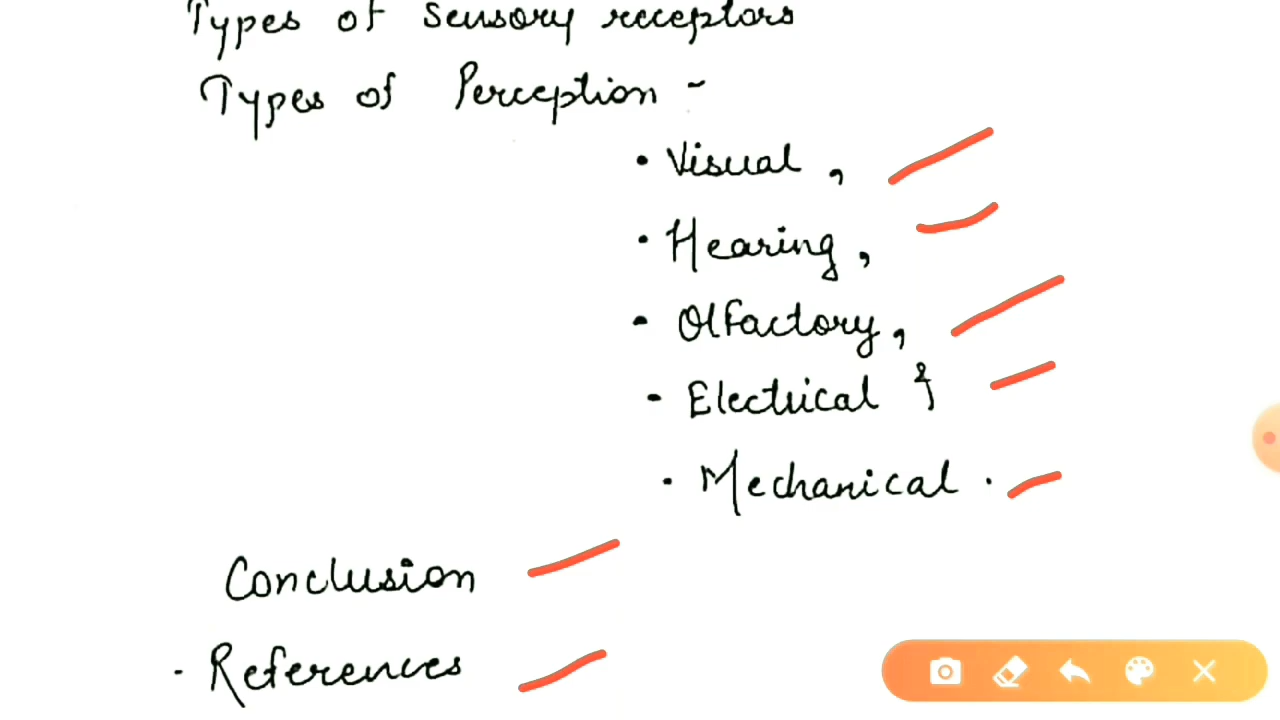 Types of Sensory receptors
Types of Perception -
• Visual,
• Hearing,
• Olfactory,
• Electrical &
• Mechanical.
Conclusion
• References